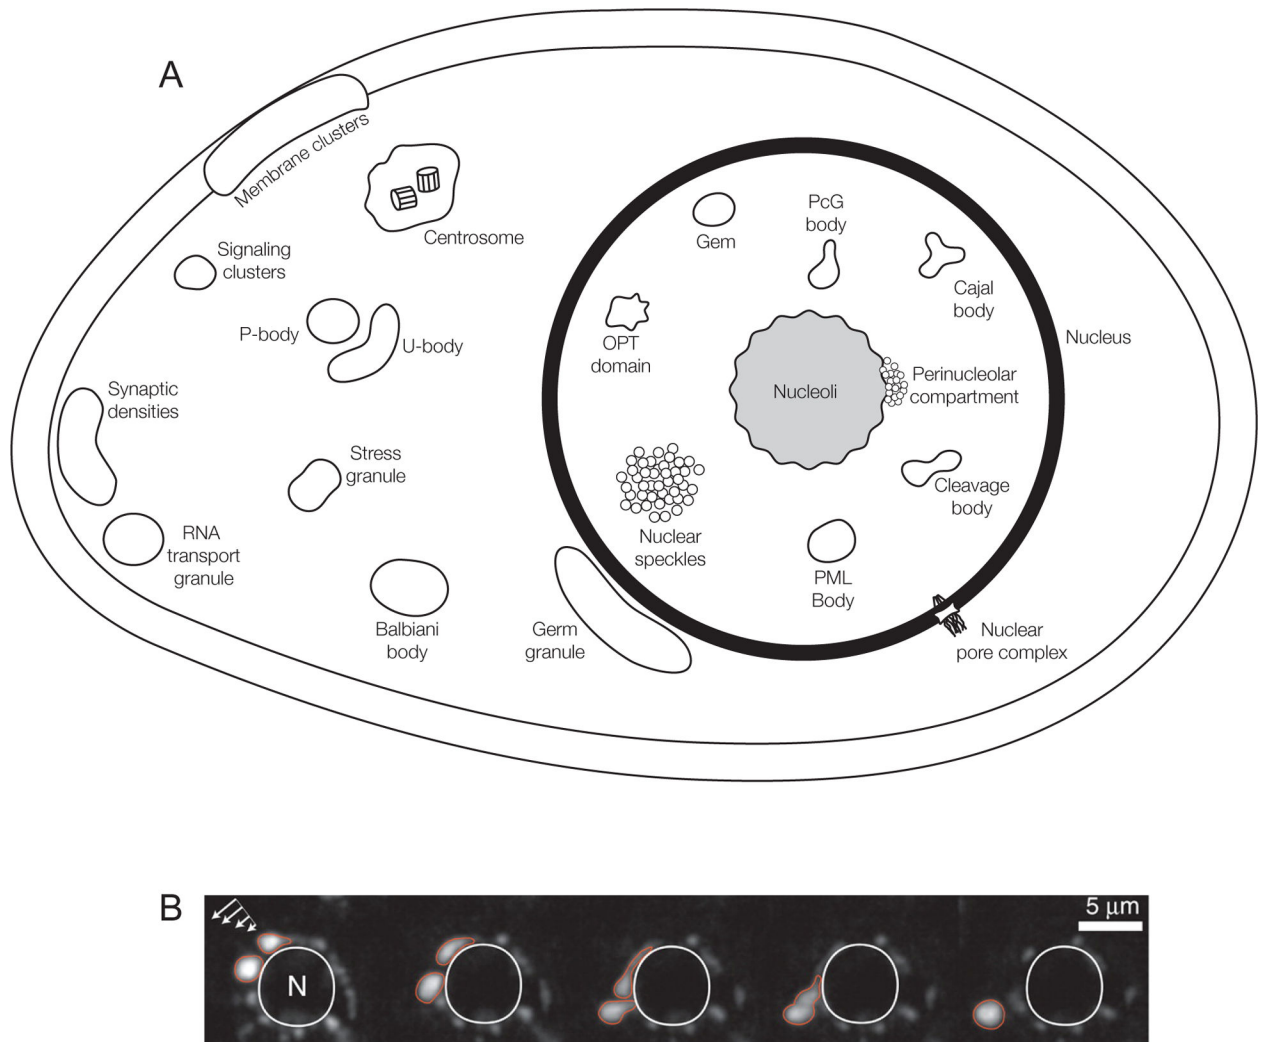 A
Membrane clusters
Centrosome
Signaling
clusters
P-body
U-body
Synaptic
densities
Stress
granule
RNA
transport
granule
Balbiani
body
Germ
granule
Gem
PcG
body
Cajal
body
OPT
domain
Nucleoli
Perinucleolar
compartment
Nucleus
Nuclear
speckles
Cleavage
body
PML
Body
Nuclear
pore complex
B
5 μm
N